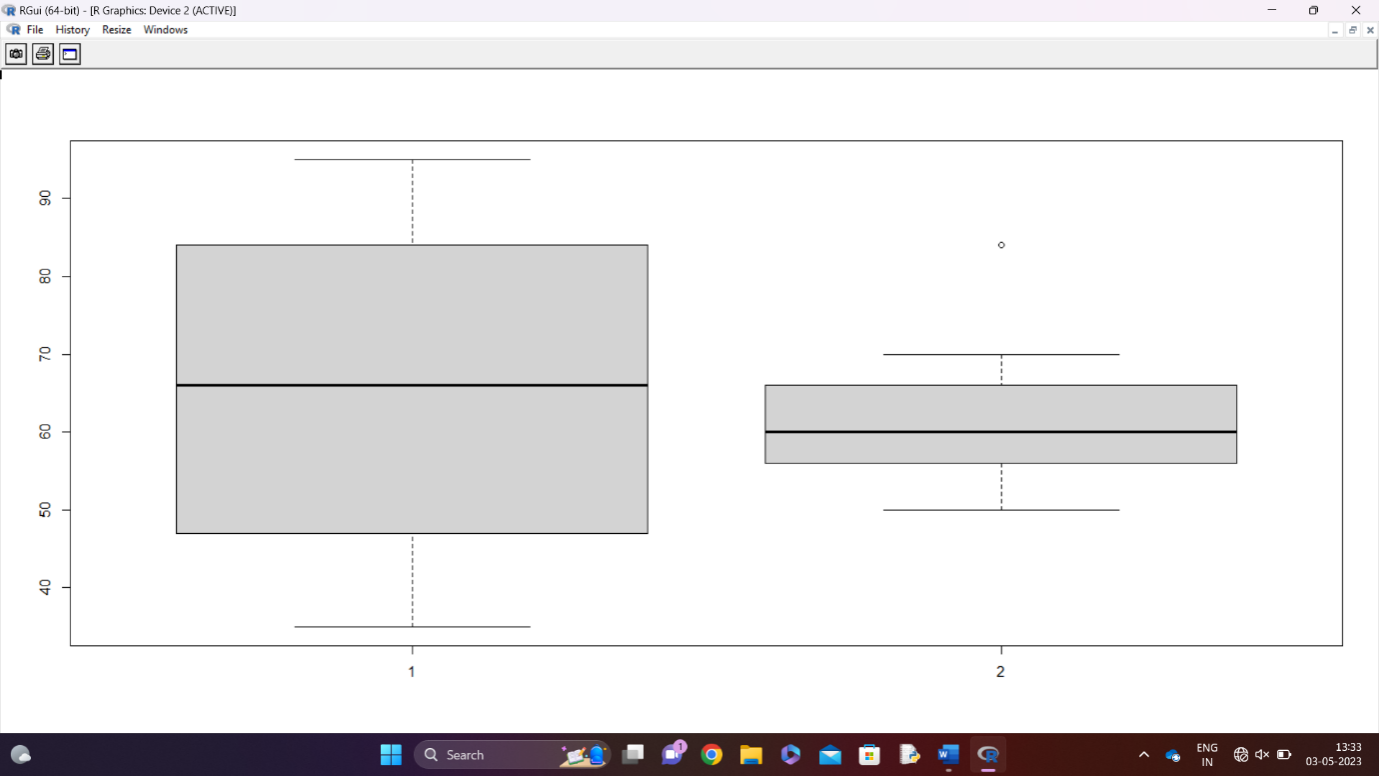 RGui (64-bit) - [R Graphics: Device 2 (ACTIVE)]
File History Resize Windows
90
80
70
60
50
40
1 2
Search
1
ENG
IN
13:33
03-05-2023